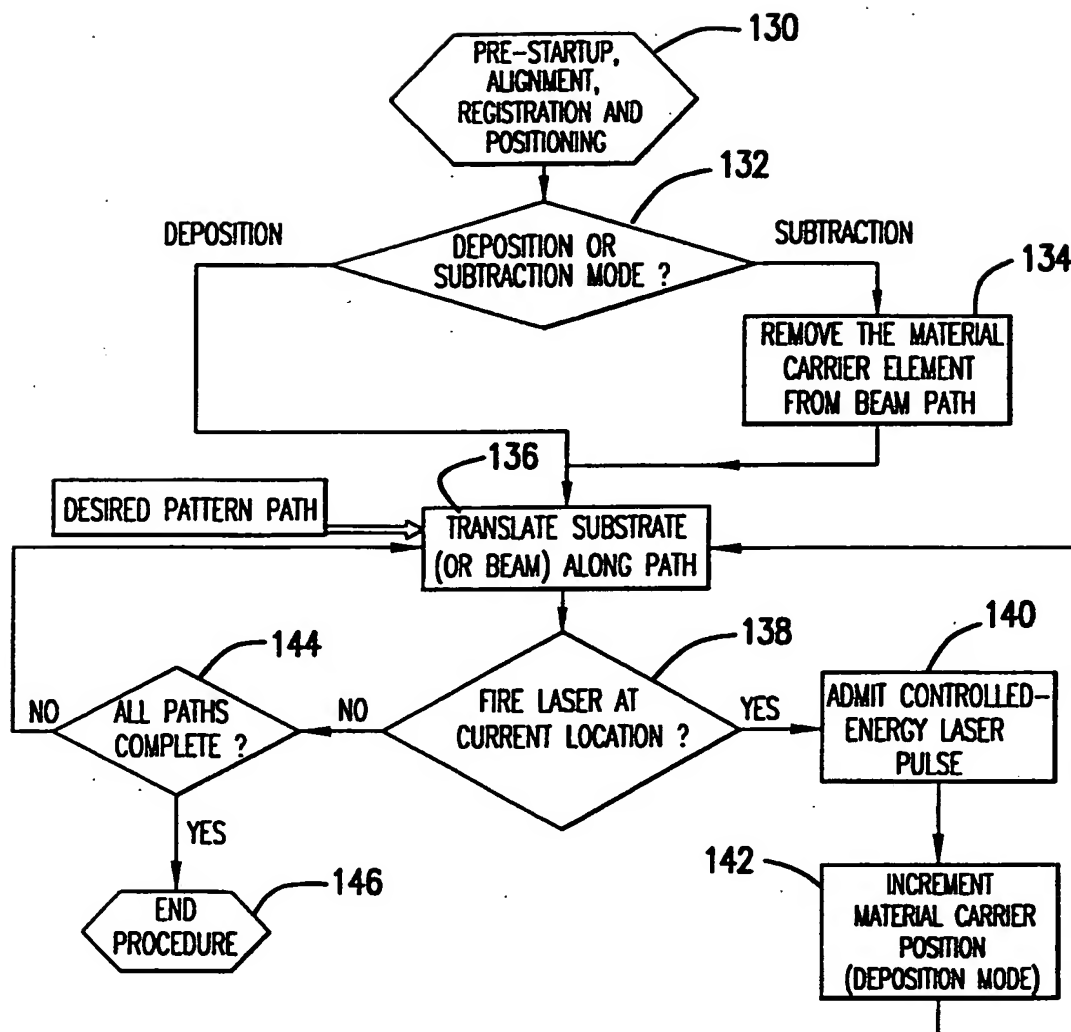 130
PRE-STARTUP,
ALIGNMENT,
REGISTRATION AND
POSITIONING
132
DEPOSITION
DEPOSITION OR
SUBTRACTION MODE ?
SUBTRACTION
134
REMOVE THE MATERIAL
CARRIER ELEMENT
FROM BEAM PATH
136
DESIRED PATTERN PATH
TRANSLATE SUBSTRATE
(OR BEAM) ALONG PATH
144
138
140
NO
ALL PATHS
COMPLETE ?
NO
FIRE LASER AT
CURRENT LOCATION ?
YES
ADMIT CONTROLLED-
ENERGY LASER
PULSE
YES
142
146
END
PROCEDURE
INCREMENT
MATERIAL CARRIER
POSITION
(DEPOSITION MODE)